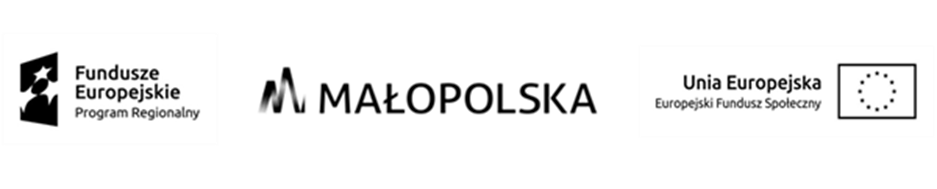 Fundusze
Europejskie
Program Regionalny
MAŁOPOLSKA
Unia Europejska
Europejski Fundusz Społeczny